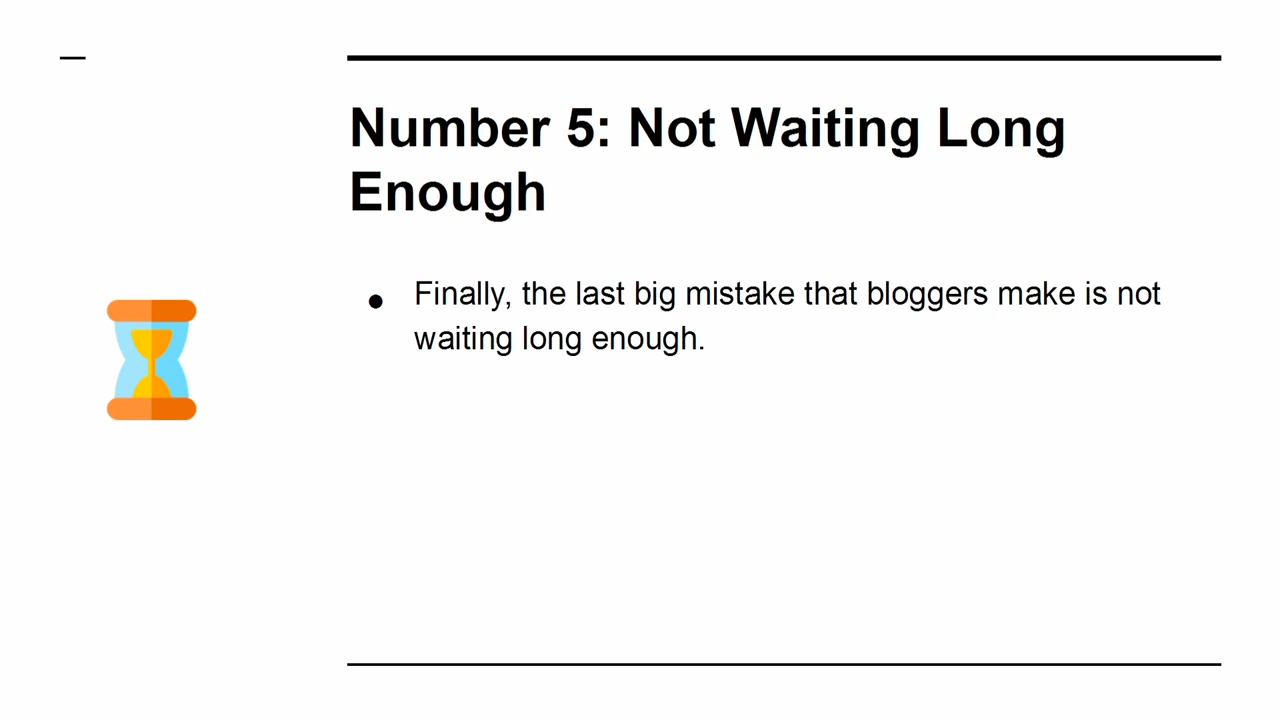 Number 5: Not Waiting Long
Enough
● Finally, the last big mistake that bloggers make is not
waiting long enough.